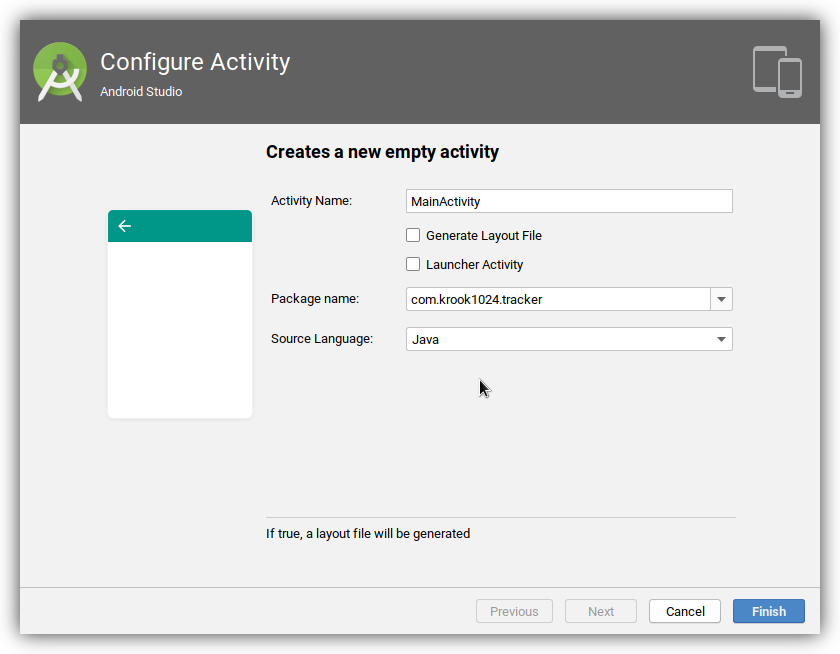 Configure Activity
Android Studio
Creates a new empty activity
Activity Name: MainActivity
Generate Layout File
Launcher Activity
Package name: com.krook1024.tracker
Source Language: Java
If true, a layout file will be generated
Previous Next Cancel Finish